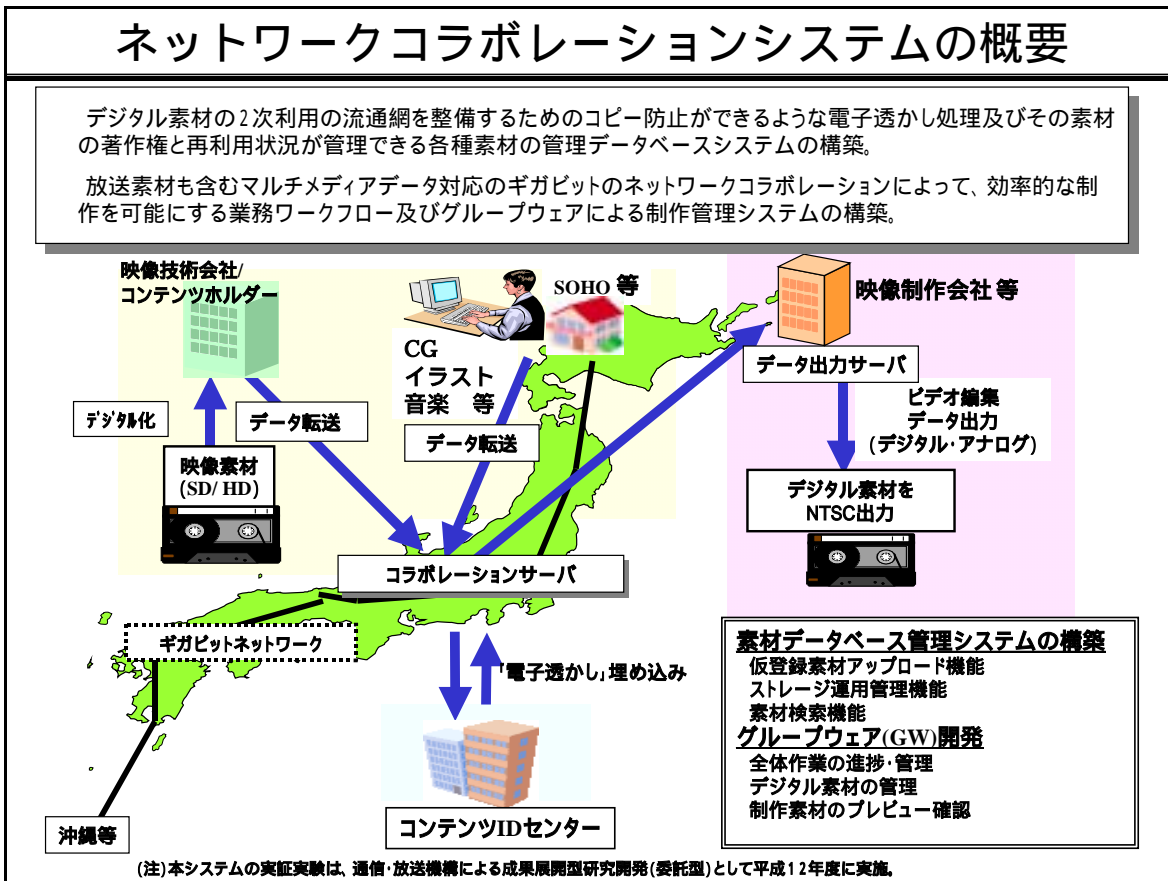 ネットワークコラボレーションシステムの概要
デジタル素材の2次利用の流通網を整備するためのコピー防止ができるような電子透かし処理及びその素材
の著作権と再利用状況が管理できる各種素材の管理データベースシステムの構築。
放送素材も含むマルチメディアデータ対応のギガビットのネットワークコラボレーションによって、効率的な制
作を可能にする業務ワークフロー及びグループウェアによる制作管理システムの構築。
映像技術会社/
コンテンツホルダー
SOHO 等
映像制作会社 等
CG
イラスト
音楽 等
データ出力サーバ
デジタル化
データ転送
データ転送
ビデオ編集
データ出力
(デジタル・アナログ)
映像素材
(SD/ HD)
デジタル素材を
NTSC出力
コラボレーションサーバ
ギガビットネットワーク
「電子透かし」埋め込み
素材データベース管理システムの構築
仮登録素材アップロード機能
ストレージ運用管理機能
素材検索機能
グループウェア(GW)開発
全体作業の進捗・管理
デジタル素材の管理
制作素材のプレビュー確認
コンテンツIDセンター
沖縄等
(注)本システムの実証実験は、通信・放送機構による成果展開型研究開発(委託型)として平成12年度に実施。